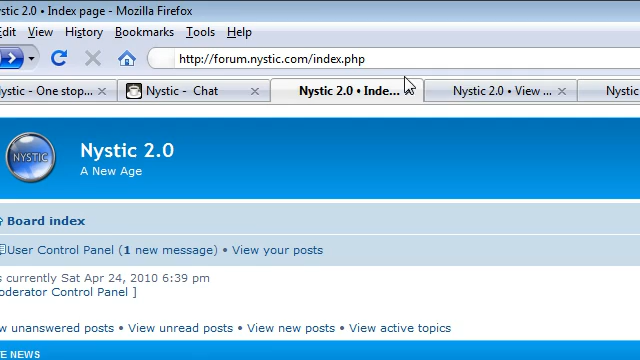 stic 2.0 • Index page - Mozilla Firefox
Edit View History Bookmarks Tools Help
http://forum.nystic.com/index.php
ystic - One stop... Nystic - Chat Nystic 2.0 • Inde... Nystic 2.0 • View ... Nystic
NYSTIC
Nystic 2.0
A New Age
Board index
User Control Panel (1 new message) • View your posts
s currently Sat Apr 24, 2010 6:39 pm
oderator Control Panel ]
w unanswered posts • View unread posts • View new posts • View active topics
TE NEWS